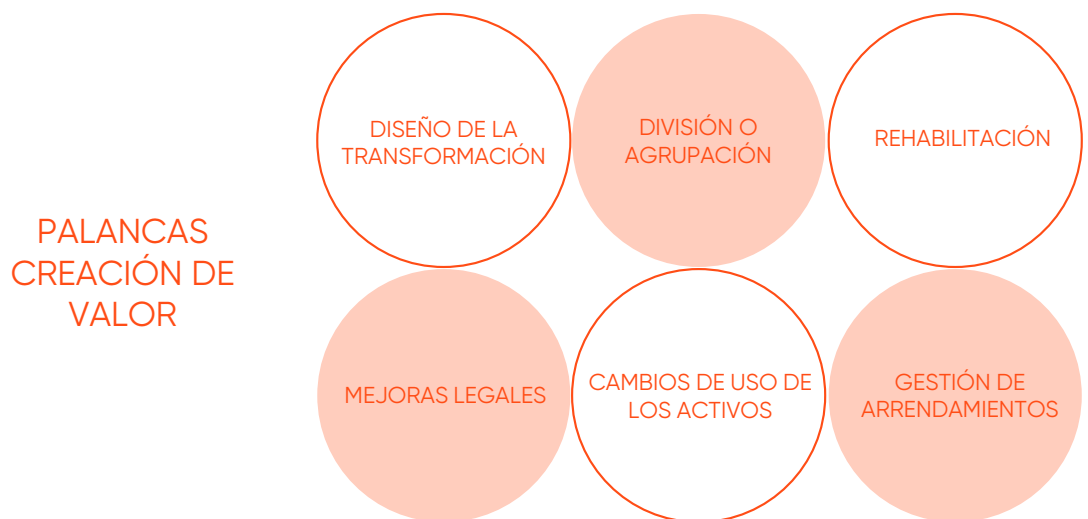 PALANCAS
CREACIÓN DE
VALOR
DISEÑO DE LA
TRANSFORMACIÓN
DIVISIÓN O
AGRUPACIÓN
REHABILITACIÓN
MEJORAS LEGALES
CAMBIOS DE USO DE
LOS ACTIVOS
GESTIÓN DE
ARRENDAMIENTOS